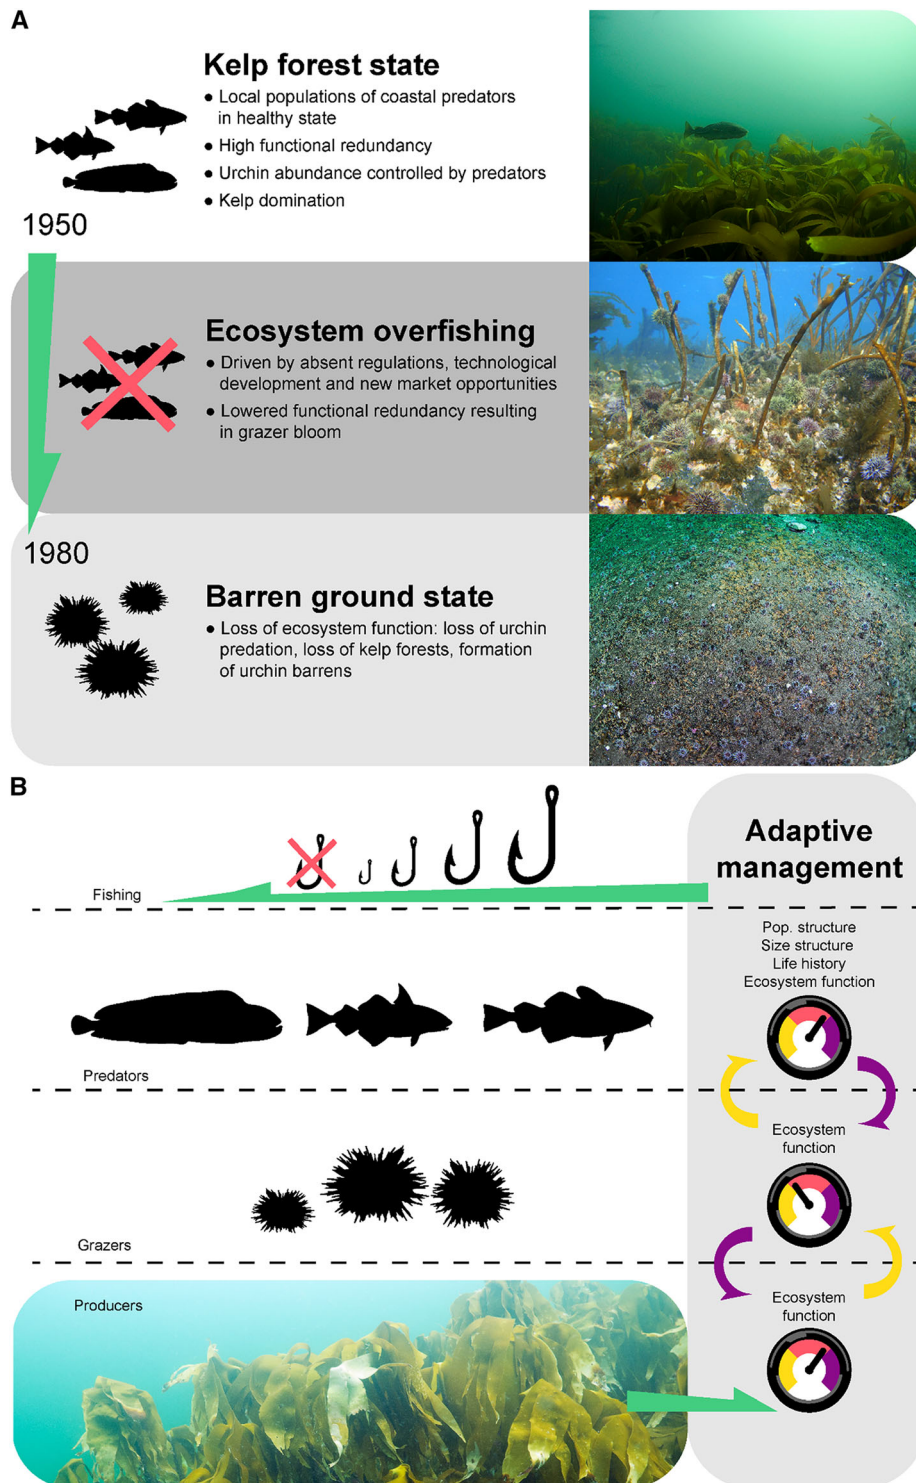 A
Kelp forest state
● Local populations of coastal predators
in healthy state
● High functional redundancy
● Urchin abundance controlled by predators
● Kelp domination
1950
Ecosystem overfishing
● Driven by absent regulations, technological
development and new market opportunities
● Lowered functional redundancy resulting
in grazer bloom
1980
Barren ground state
● Loss of ecosystem function: loss of urchin
predation, loss of kelp forests, formation
of urchin barrens
B
Adaptive
management
Fishing
Pop. structure
Size structure
Life history
Ecosystem function
Predators
Ecosystem
function
Grazers
Producers
Ecosystem
function